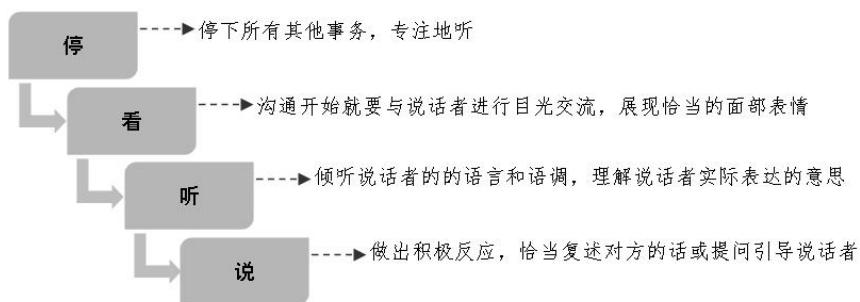 停
停下所有其他事务，专注地听
看
沟通开始就要与说话者进行目光交流，展现恰当的面部表情
听
倾听说话者的的语言和语调，理解说话者实际表达的意思
说
做出积极反应，恰当复述对方的话或提问引导说话者